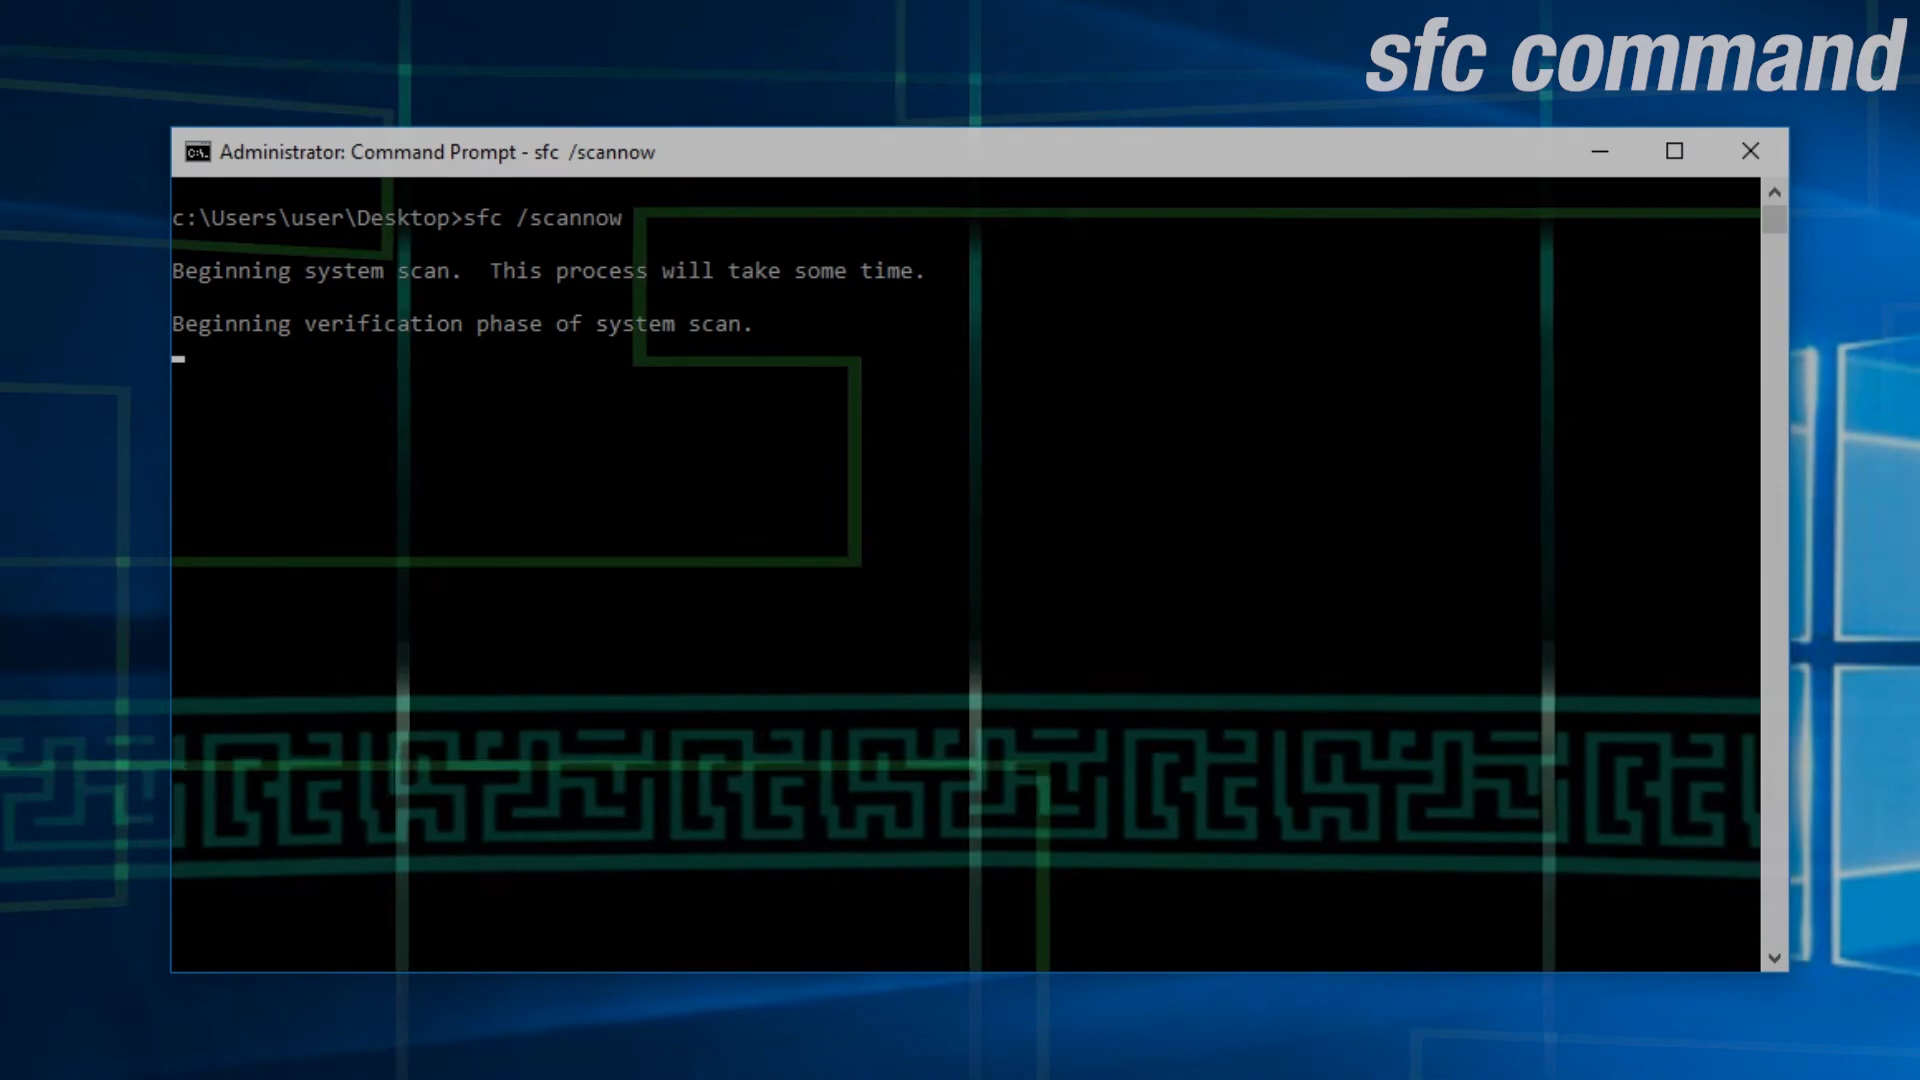 sfc command
Administrator: Command Prompt - sfc  /scannow
c:\Users\user\Desktop>sfc /scannow
Beginning system scan.  This process will take some time.
Beginning verification phase of system scan.